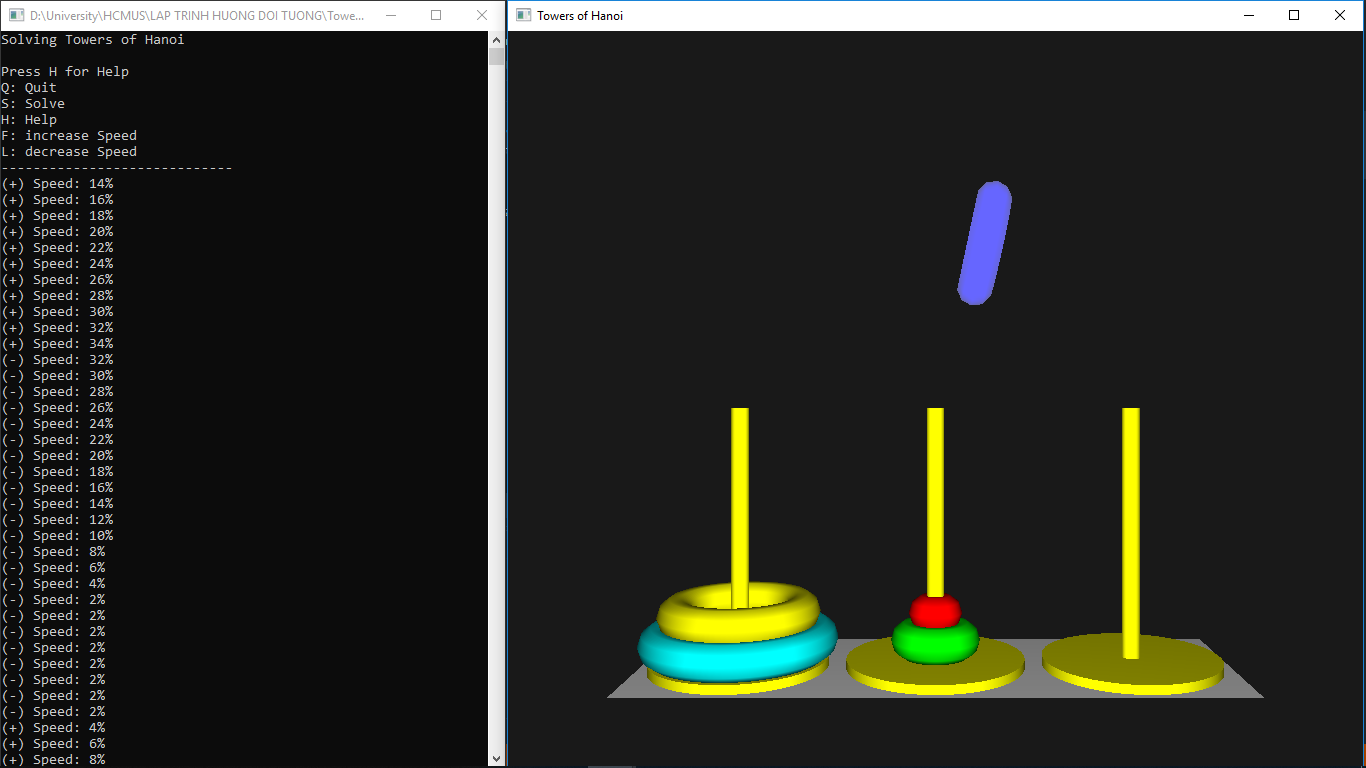 D:\University\HCMUS\LAP TRINH HUONG DOI TUONG\Towe...
Solving Towers of Hanoi
Press H for Help
Q: Quit
S: Solve
H: Help
F: increase Speed
L: decrease Speed
-----------------------------
(+) Speed: 14%
(+) Speed: 16%
(+) Speed: 18%
(+) Speed: 20%
(+) Speed: 22%
(+) Speed: 24%
(+) Speed: 26%
(+) Speed: 28%
(+) Speed: 30%
(+) Speed: 32%
(+) Speed: 34%
(-) Speed: 32%
(-) Speed: 30%
(-) Speed: 28%
(-) Speed: 26%
(-) Speed: 24%
(-) Speed: 22%
(-) Speed: 20%
(-) Speed: 18%
(-) Speed: 16%
(-) Speed: 14%
(-) Speed: 12%
(-) Speed: 10%
(-) Speed: 8%
(-) Speed: 6%
(-) Speed: 4%
(-) Speed: 2%
(-) Speed: 2%
(-) Speed: 2%
(-) Speed: 2%
(-) Speed: 2%
(-) Speed: 2%
(-) Speed: 2%
(-) Speed: 2%
(+) Speed: 4%
(+) Speed: 6%
(+) Speed: 8%
Towers of Hanoi